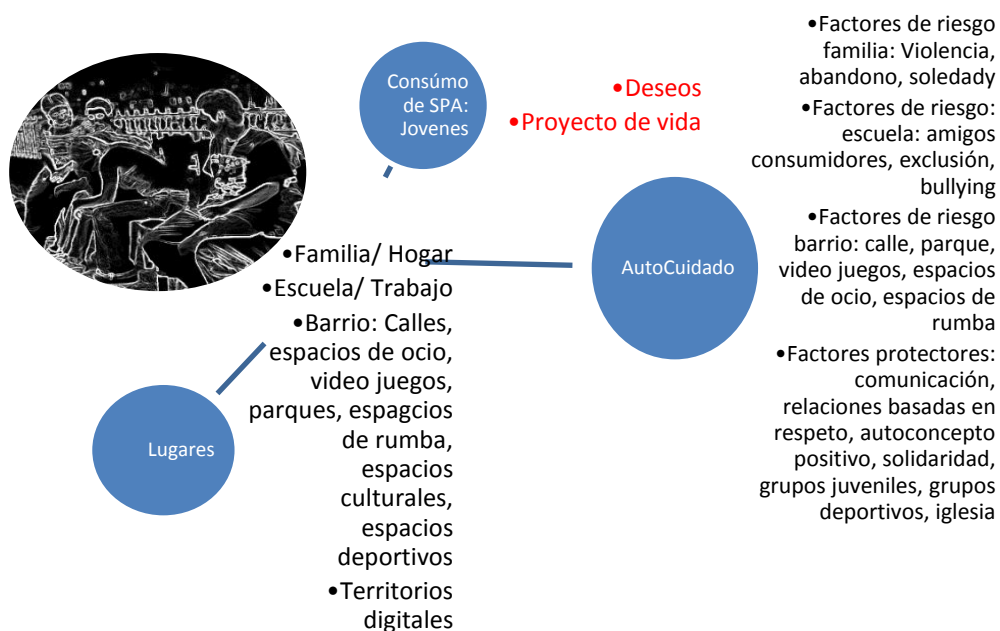 Consúmo
de SPA:
Jovenes
•Deseos
•Proyecto de vida
•Familia/ Hogar
•Escuela/ Trabajo
•Barrio: Calles,
espacios de ocio,
video juegos,
parques, espagcios
de rumba,
espacios
culturales,
espacios
deportivos
•Territorios
digitales
Lugares
AutoCuidado
•Factores de riesgo
familia: Violencia,
abandono, soledady
•Factores de riesgo:
escuela: amigos
consumidores, exclusión,
bullying
•Factores de riesgo
barrio: calle, parque,
video juegos, espacios
de ocio, espacios de
rumba
•Factores protectores:
comunicación,
relaciones basadas en
respeto, autoconcepto
positivo, solidaridad,
grupos juveniles, grupos
deportivos, iglesia